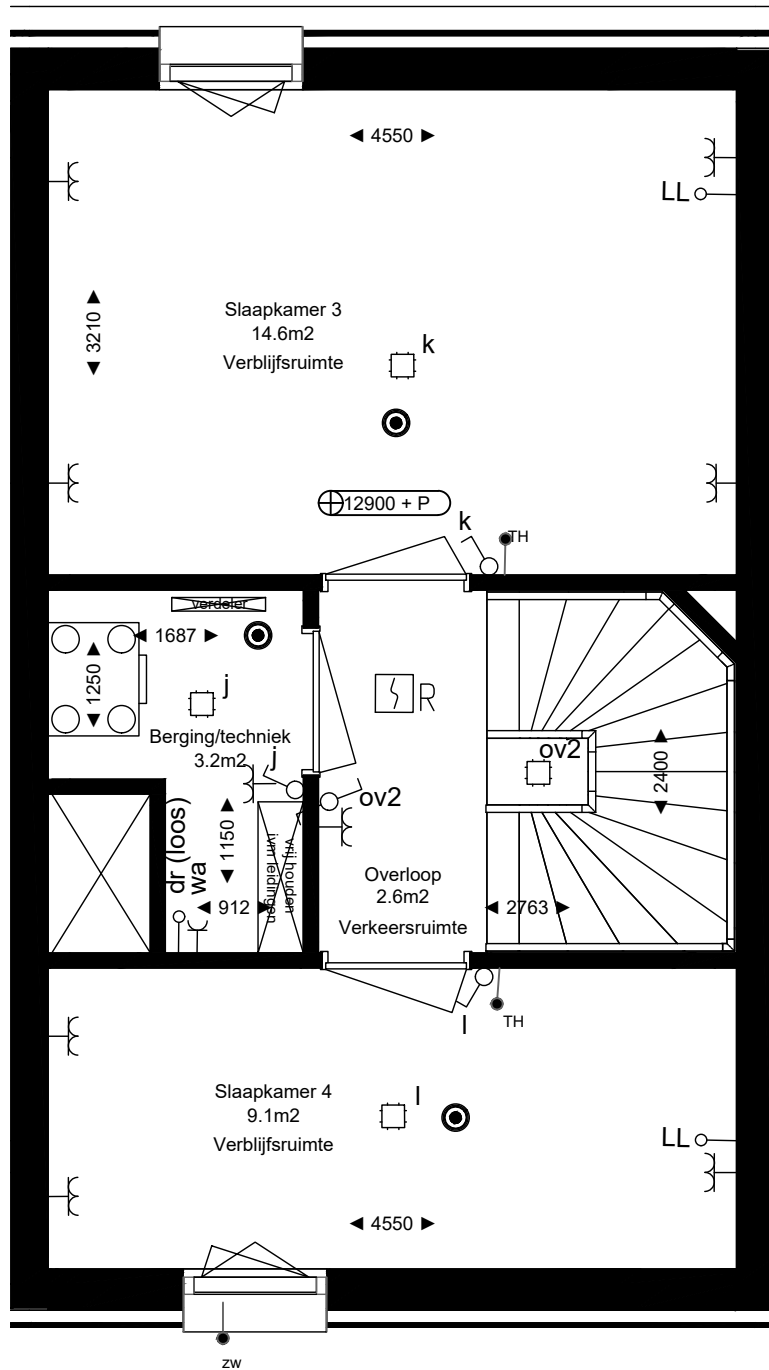 4550
LL
3210
Slaapkamer 3
14.6m2
Verblijfsruimte
k
12900 + P
k
TH
verdeler
1687
1250
j
R
Berging/techniek
3.2m2
j
ov2
ov2
2400
dr (loos)
wa
1150
vrij houden
ivm leidingen
912
Overloop
2.6m2
Verkeersruimte
2763
l
TH
Slaapkamer 4
9.1m2
Verblijfsruimte
l
LL
4550
zw